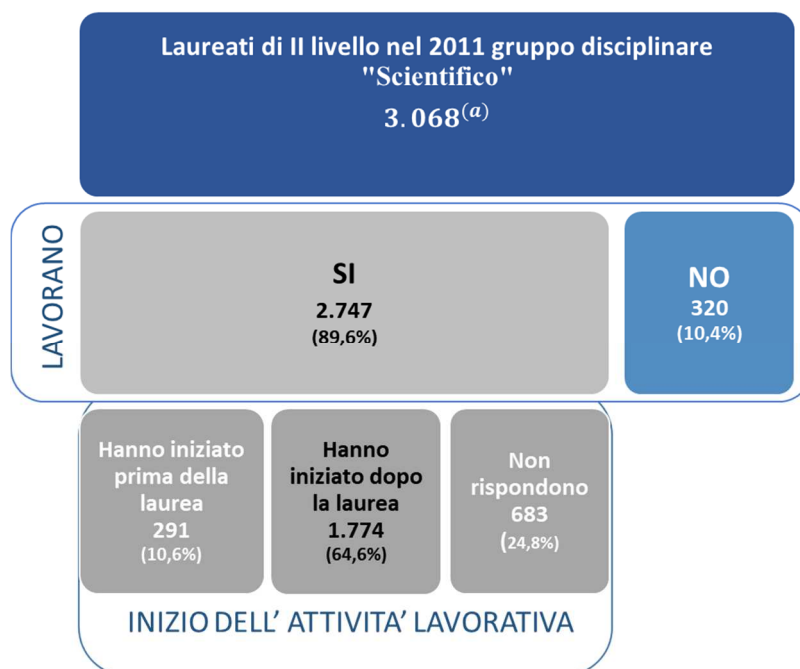 Laureati di II livello nel 2011 gruppo disciplinare
"Scientifico"
3.068(a)
LAVORANO
SI
2.747
(89,6%)
NO
320
(10,4%)
Hanno iniziato
prima della
laurea
291
(10,6%)
Hanno
iniziato dopo
la laurea
1.774
(64,6%)
Non
rispondono
683
(24,8%)
INIZIO DELL' ATTIVITA' LAVORATIVA